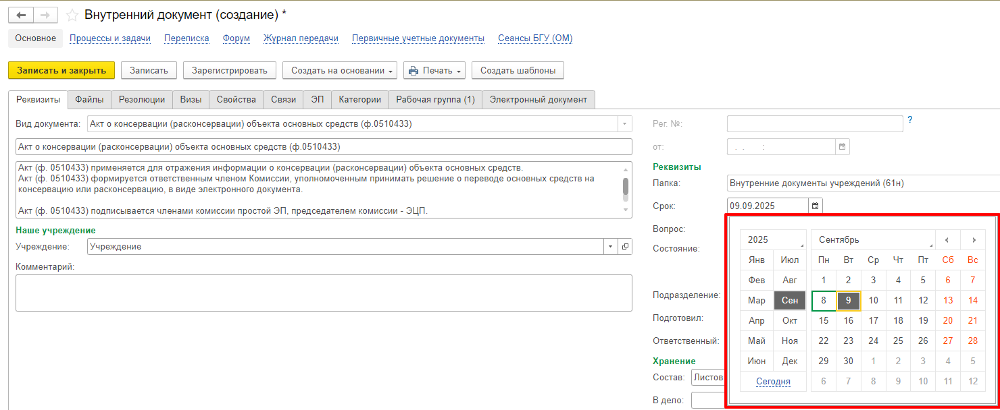 Внутренний документ (создание) *
Основное Процессы и задачи Переписка Форум Журнал передачи Первичные учетные документы Сеансы БГУ (ОМ)
Записать и закрыть Записать Зарегистрировать Создать на основании Печать Создать шаблоны
Реквизиты Файлы Резолюции Визы Свойства Связи ЭП Категории Рабочая группа (1) Электронный документ
Вид документа: Акт о консервации (расконсервации) объекта основных средств (ф.0510433)
Акт о консервации (расконсервации) объекта основных средств (ф.0510433)
Акт (ф. 0510433) применяется для отражения информации о консервации (расконсервации) объекта основных средств.
Акт (ф. 0510433) формируется ответственным членом Комиссии, уполномоченным принимать решение о переводе основных средств на
консервацию или расконсервацию, в виде электронного документа.
Акт (ф. 0510433) подписывается членами комиссии простой ЭП, председателем комиссии - ЭЦП.
Наше учреждение
Учреждение: Учреждение
Комментарий:
Рег. №: ?
от: . . :
Реквизиты
Папка: Внутренние документы учреждений (61н)
Срок: 09.09.2025
Вопрос:
Состояние:
Подразделение:
Подготовил:
Ответственный:
Хранение
Состав: Листов
В дело:
2025 Сентябрь ‹ ›
Янв Июл Пн Вт Ср Чт Пт Сб Вс
Фев Авг 1 2 3 4 5 6 7
Мар Сен 8 9 10 11 12 13 14
Апр Окт 15 16 17 18 19 20 21
Май Ноя 22 23 24 25 26 27 28
Июн Дек 29 30 1 2 3 4 5
Сегодня 6 7 8 9 10 11 12